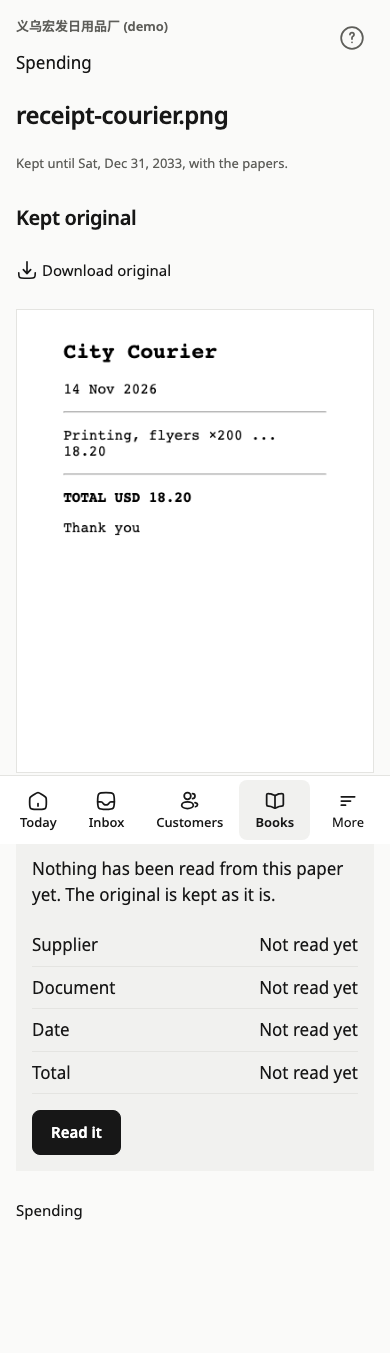 义乌宏发日用品厂 (demo)
Spending
receipt-courier.png
Kept until Sat, Dec 31, 2033, with the papers.
Kept original
Download original
City Courier
14 Nov 2026
Printing, flyers ×200 ...
18.20
TOTAL USD 18.20
Thank you
Today Inbox Customers Books More
Nothing has been read from this paper
yet. The original is kept as it is.
Supplier Not read yet
Document Not read yet
Date Not read yet
Total Not read yet
Read it
Spending